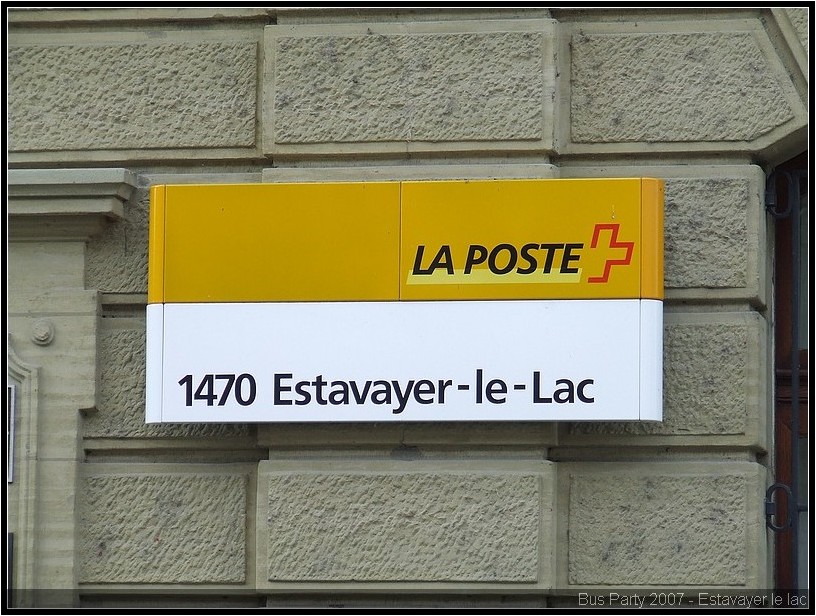 LA POSTE
1470 Estavayer-le-Lac
Bus Party 2007 - Estavayer le lac